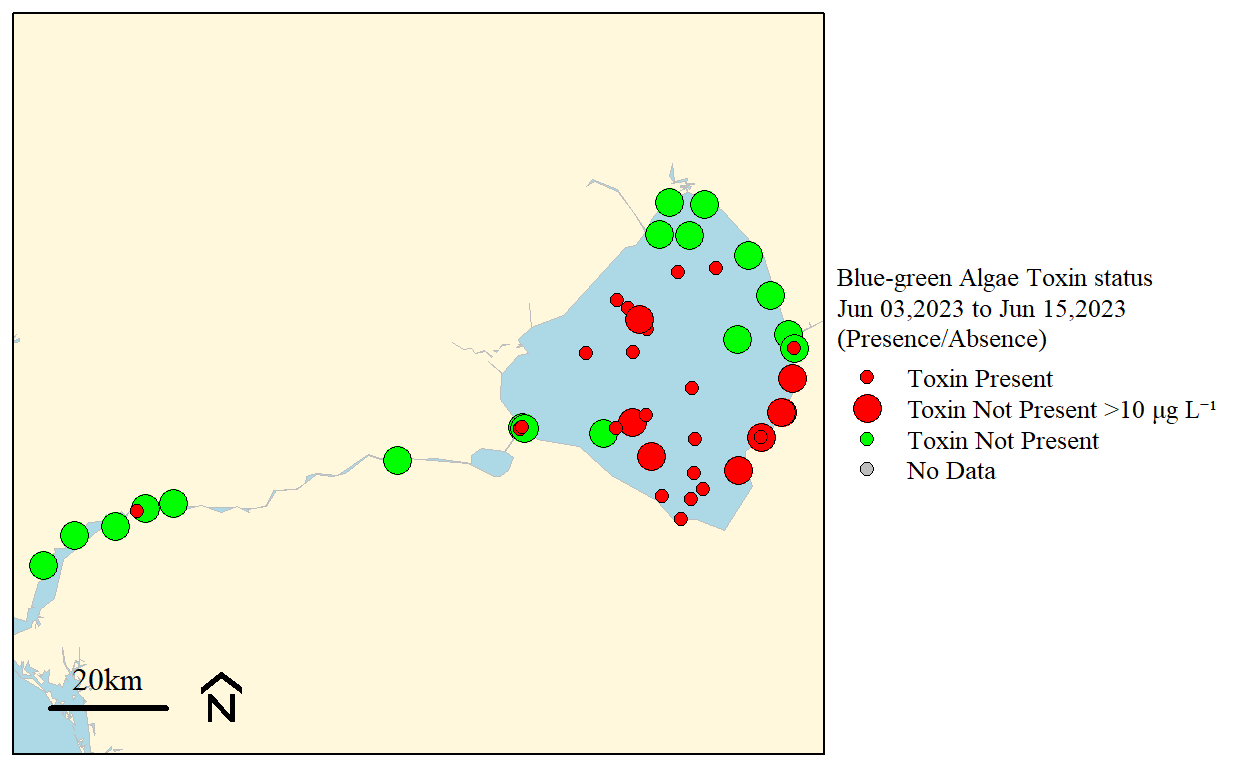 Blue-green Algae Toxin status
Jun 03,2023 to Jun 15,2023
(Presence/Absence)
Toxin Present
Toxin Not Present >10 µg L⁻¹
Toxin Not Present
No Data
20km
N